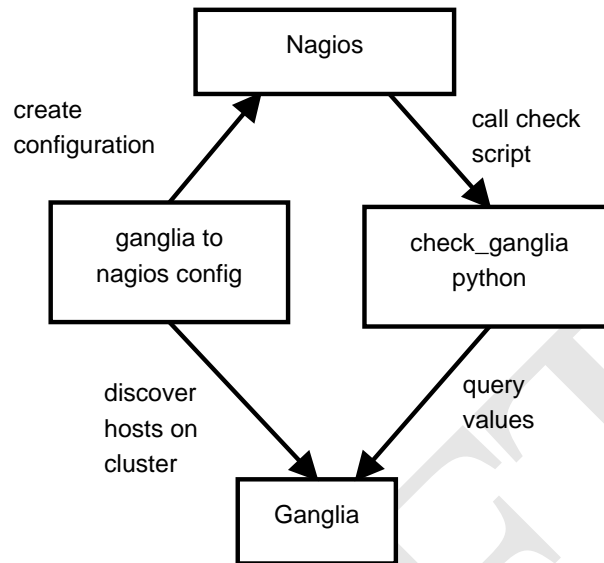 Nagios
create
configuration
call check
script
ganglia to
nagios config
check_ganglia
python
discover
hosts on
cluster
query
values
Ganglia